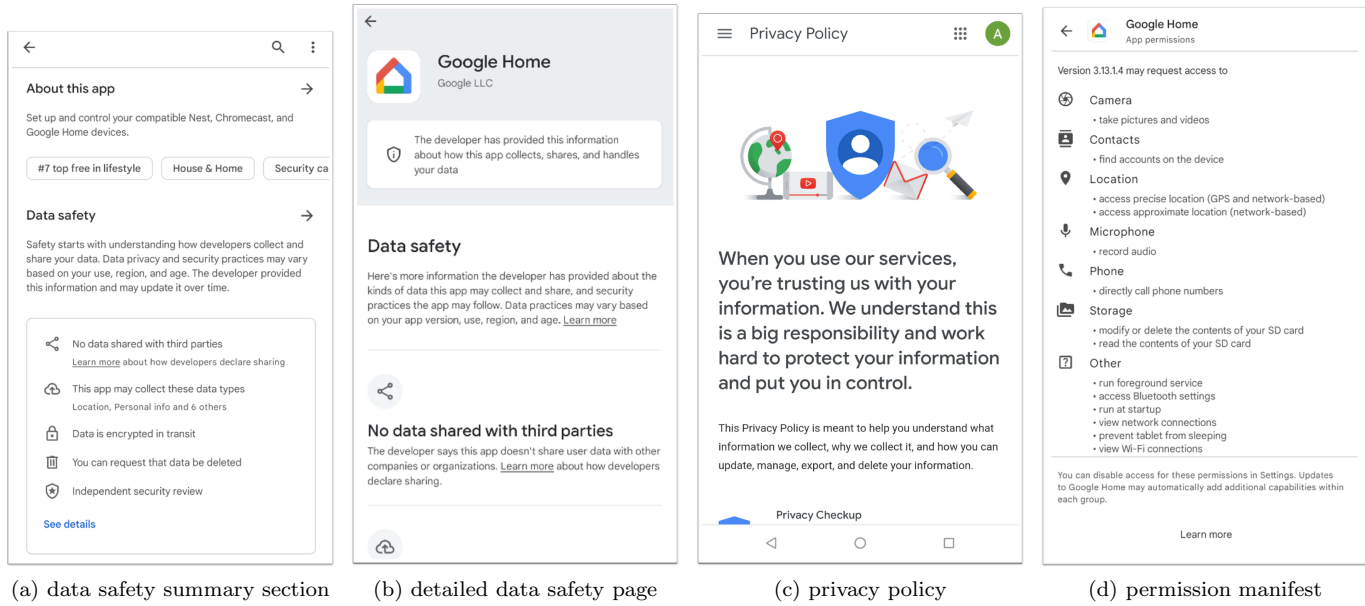 About this app
Set up and control your compatible Nest, Chromecast, and
Google Home devices.
#7 top free in lifestyle
House & Home
Security ca
Data safety
Safety starts with understanding how developers collect and
share your data. Data privacy and security practices may vary
based on your use, region, and age. The developer provided
this information and may update it over time.
No data shared with third parties
Learn more about how developers declare sharing
This app may collect these data types
Location, Personal info and 6 others
Data is encrypted in transit
You can request that data be deleted
Independent security review
See details
(a) data safety summary section
Google Home
Google LLC
The developer has provided this information
about how this app collects, shares, and handles
your data
Data safety
Here's more information the developer has provided about the
kinds of data this app may collect and share, and security
practices the app may follow. Data practices may vary based
on your app version, use, region, and age. Learn more
No data shared with third parties
The developer says this app doesn't share user data with other
companies or organizations. Learn more about how developers
declare sharing.
(b) detailed data safety page
Privacy Policy
A
When you use our services,
you're trusting us with your
information. We understand this
is a big responsibility and work
hard to protect your information
and put you in control.
This Privacy Policy is meant to help you understand what
information we collect, why we collect it, and how you can
update, manage, export, and delete your information.
Privacy Checkup
(c) privacy policy
Google Home
App permissions
Version 3.13.1.4 may request access to
Camera
• take pictures and videos
Contacts
• find accounts on the device
Location
• access precise location (GPS and network-based)
• access approximate location (network-based)
Microphone
• record audio
Phone
• directly call phone numbers
Storage
• modify or delete the contents of your SD card
• read the contents of your SD card
Other
• run foreground service
• access Bluetooth settings
• run at startup
• view network connections
• prevent tablet from sleeping
• view Wi-Fi connections
You can disable access for these permissions in Settings. Updates
to Google Home may automatically add additional capabilities within
each group.
Learn more
(d) permission manifest